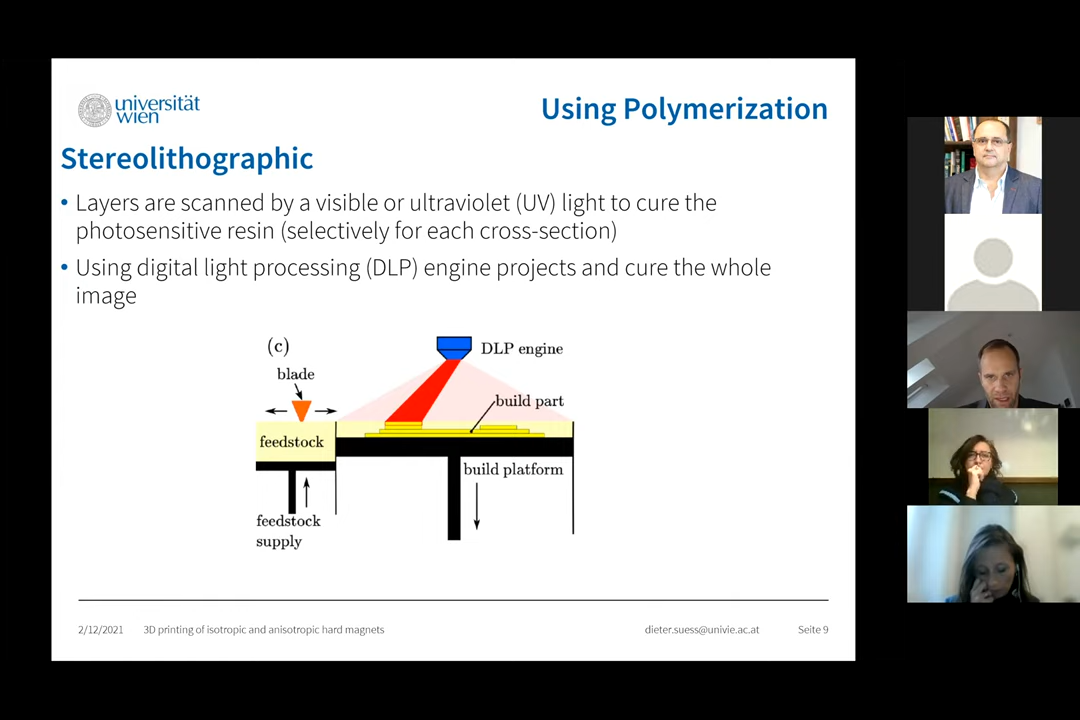 universität
wien
Using Polymerization
Stereolithographic
• Layers are scanned by a visible or ultraviolet (UV) light to cure the
photosensitive resin (selectively for each cross-section)
• Using digital light processing (DLP) engine projects and cure the whole
image
(c)
DLP engine
blade
build part
feedstock
build platform
feedstock
supply
2/12/2021 3D printing of isotropic and anisotropic hard magnets dieter.suess@univie.ac.at Seite 9